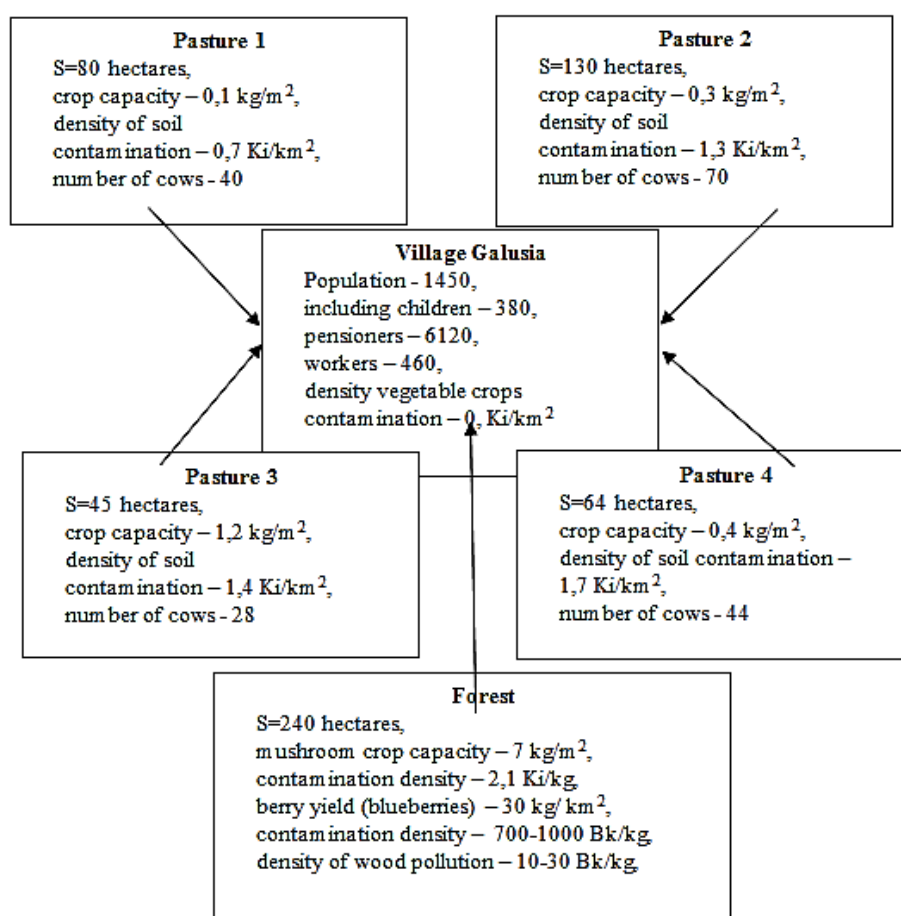 Pasture 1
S=80 hectares,
crop capacity – 0,1 kg/m²,
density of soil
contamination – 0,7 Ki/km²,
number of cows - 40
Pasture 2
S=130 hectares,
crop capacity – 0,3 kg/m²,
density of soil
contamination – 1,3 Ki/km²,
number of cows - 70
Village Galusia
Population - 1450,
including children – 380,
pensioners – 6120,
workers – 460,
density vegetable crops
contamination – 0, Ki/km²
Pasture 3
S=45 hectares,
crop capacity – 1,2 kg/m²,
density of soil
contamination – 1,4 Ki/km²,
number of cows - 28
Pasture 4
S=64 hectares,
crop capacity – 0,4 kg/m²,
density of soil contamination –
1,7 Ki/km²,
number of cows - 44
Forest
S=240 hectares,
mushroom crop capacity – 7 kg/m²,
contamination density – 2,1 Ki/kg,
berry yield (blueberries) – 30 kg/ km²,
contamination density – 700-1000 Bk/kg,
density of wood pollution – 10-30 Bk/kg,